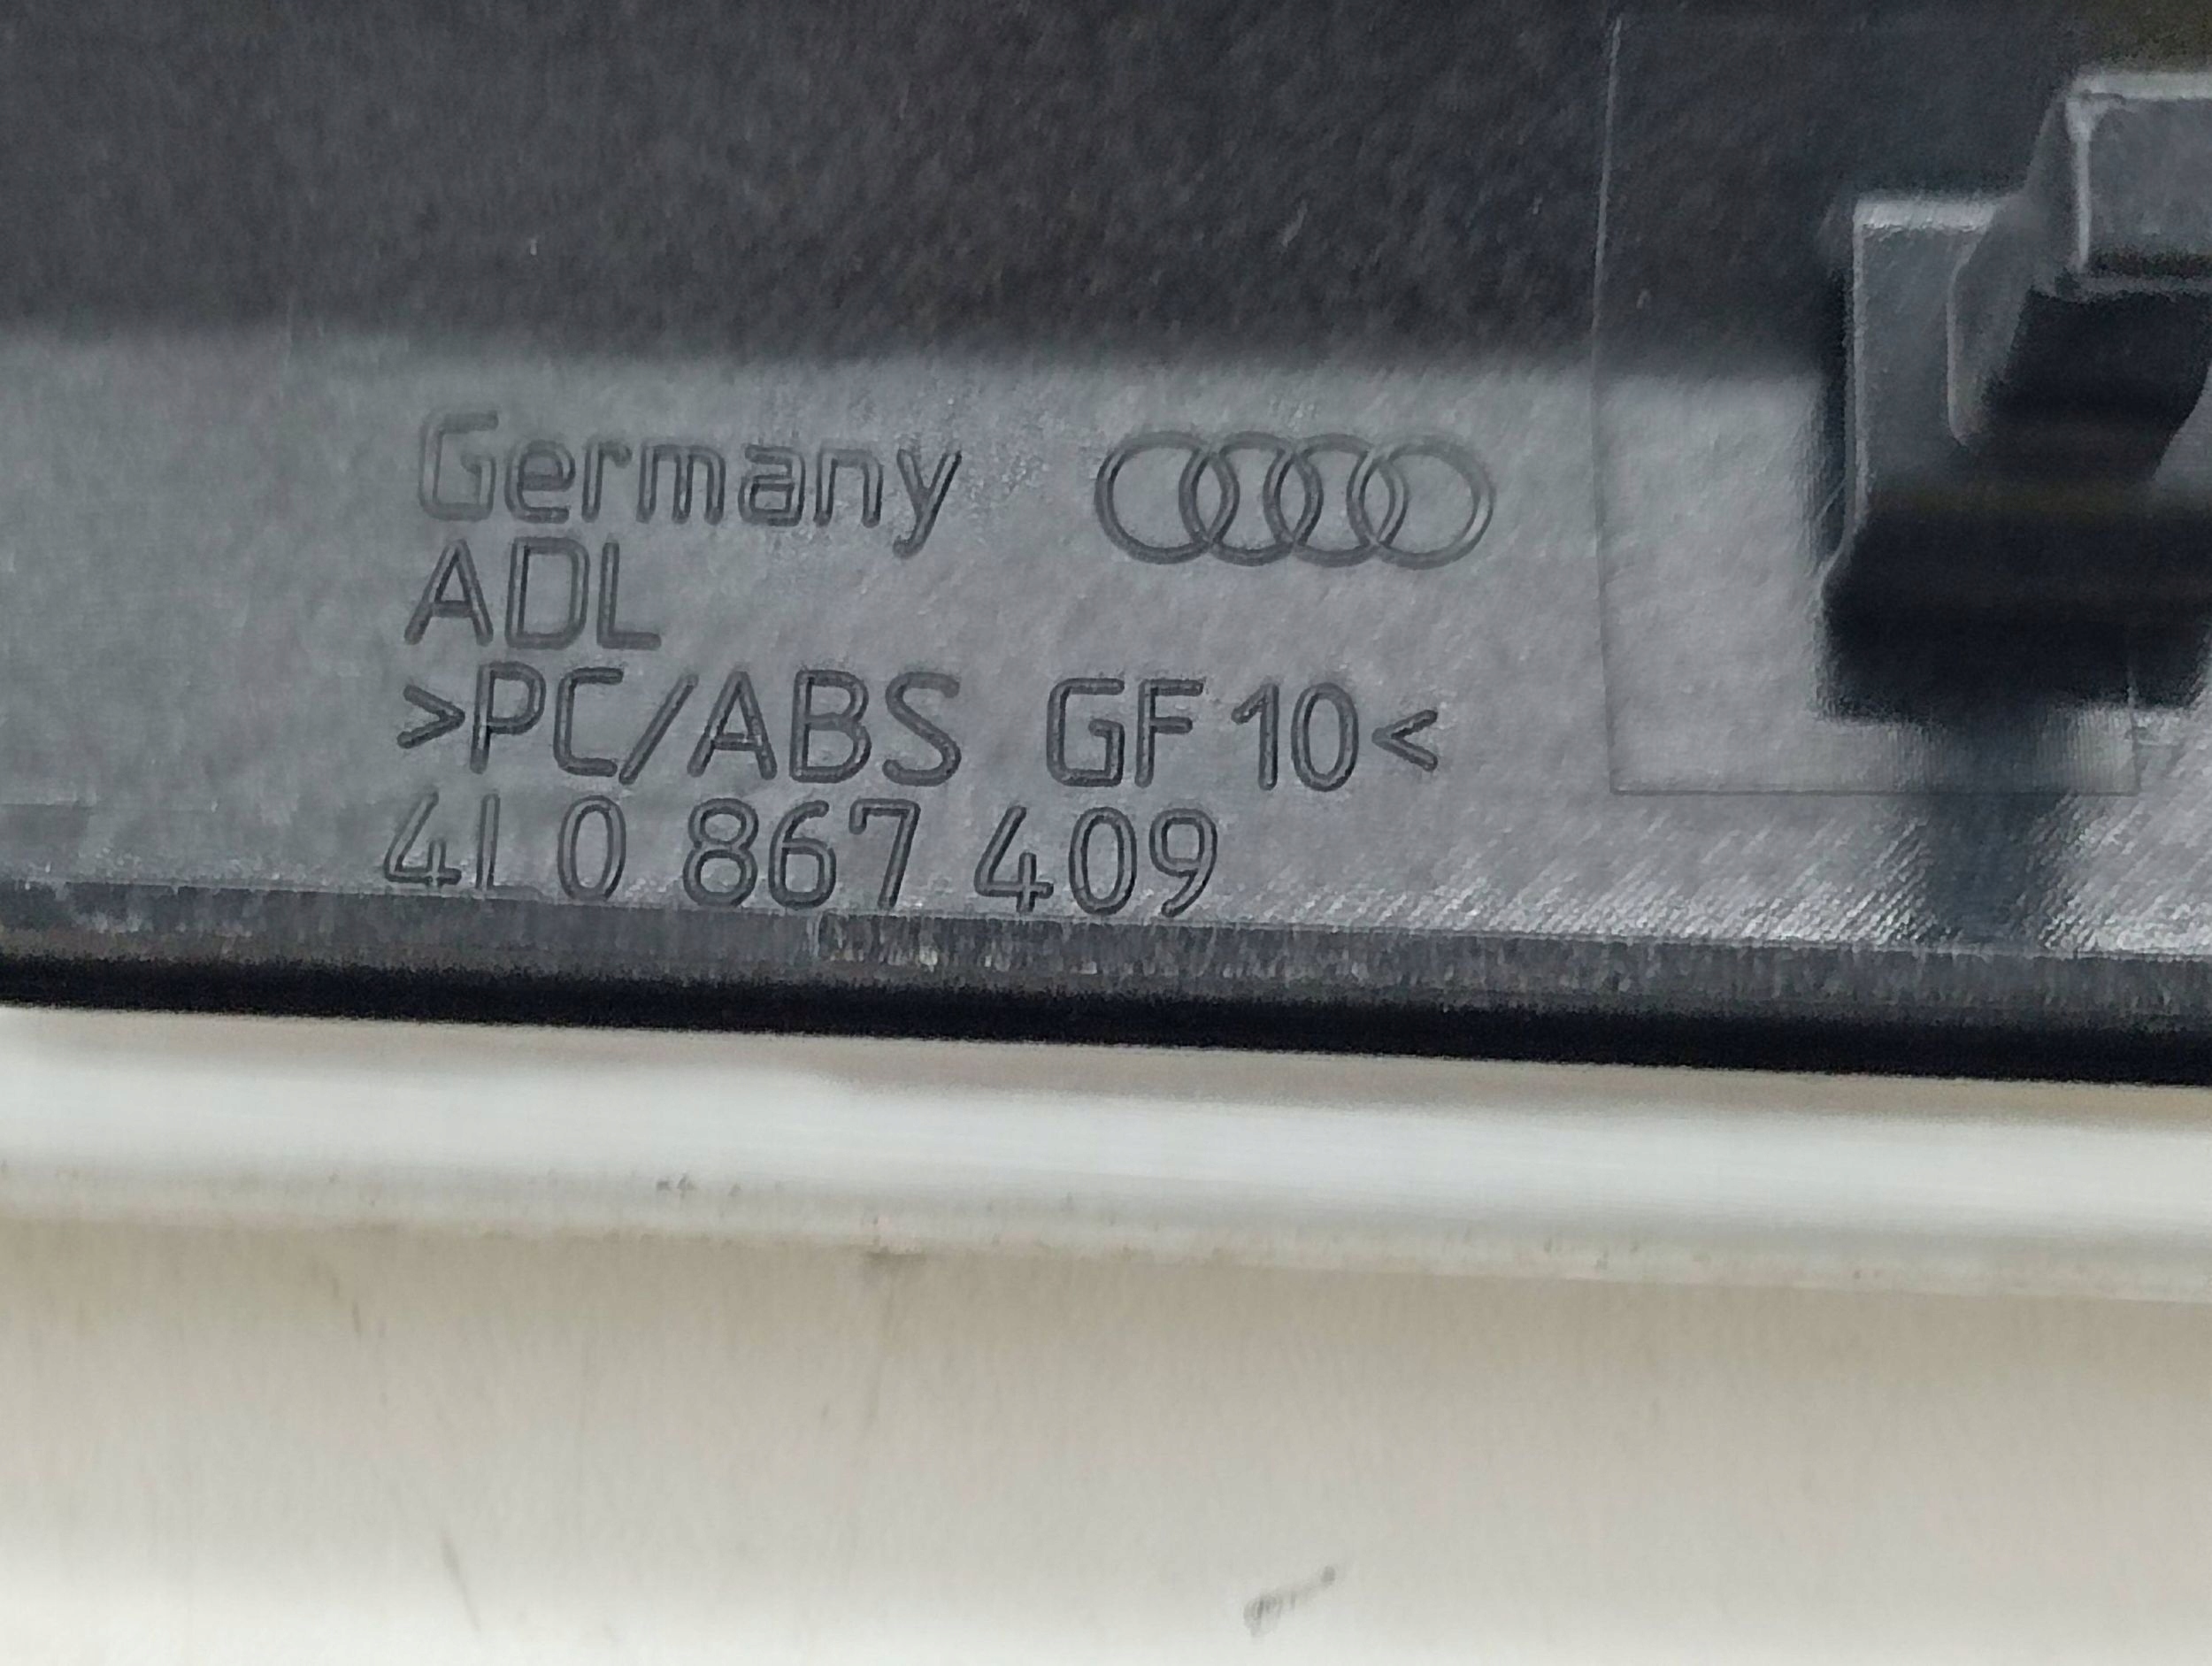 Germany
ADL
>PC/ABS GF10<
4L0 867 409